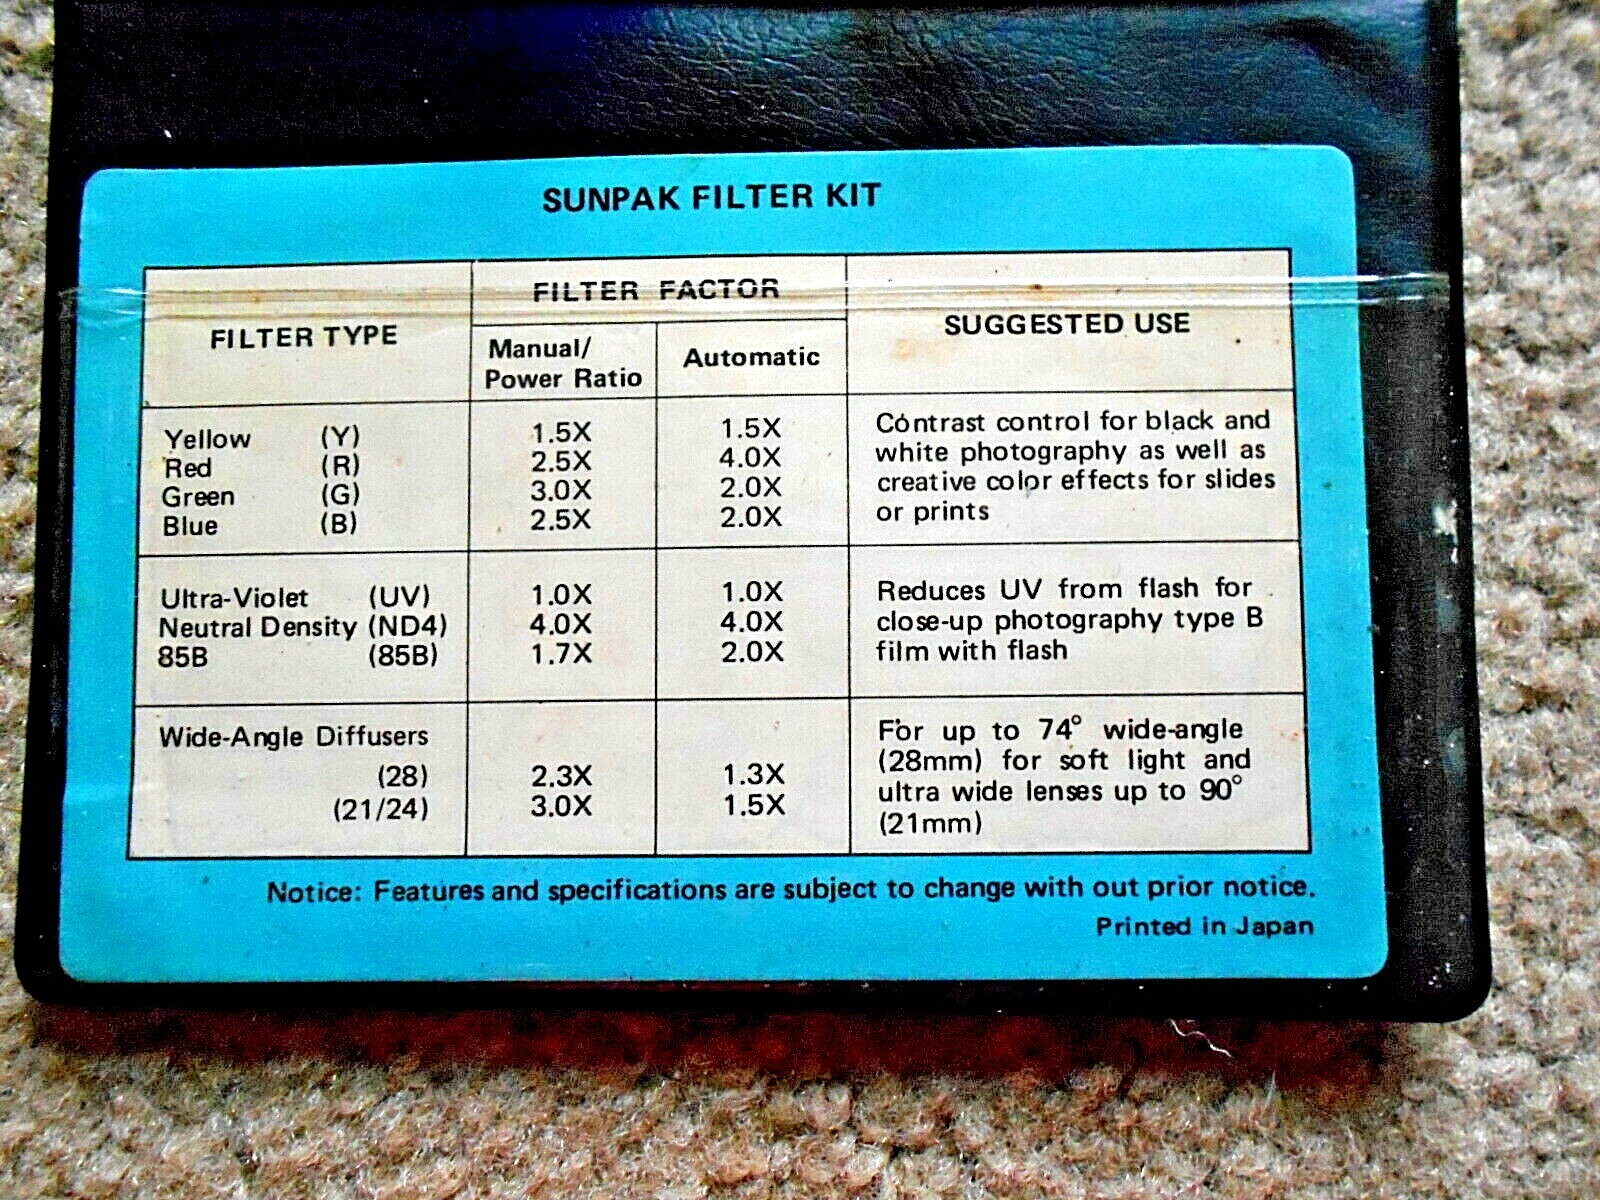 SUNPAK FILTER KIT
FILTER TYPE
FILTER FACTOR
SUGGESTED USE
Manual/
Power Ratio
Automatic
Yellow (Y) 1.5X 1.5X
Red (R) 2.5X 4.0X
Green (G) 3.0X 2.0X
Blue (B) 2.5X 2.0X
Contrast control for black and
white photography as well as
creative color effects for slides
or prints
Ultra-Violet (UV) 1.0X 1.0X
Neutral Density (ND4) 4.0X 4.0X
85B (85B) 1.7X 2.0X
Reduces UV from flash for
close-up photography type B
film with flash
Wide-Angle Diffusers
(28) 2.3X 1.3X
(21/24) 3.0X 1.5X
For up to 74° wide-angle
(28mm) for soft light and
ultra wide lenses up to 90°
(21mm)
Notice: Features and specifications are subject to change with out prior notice.
Printed in Japan